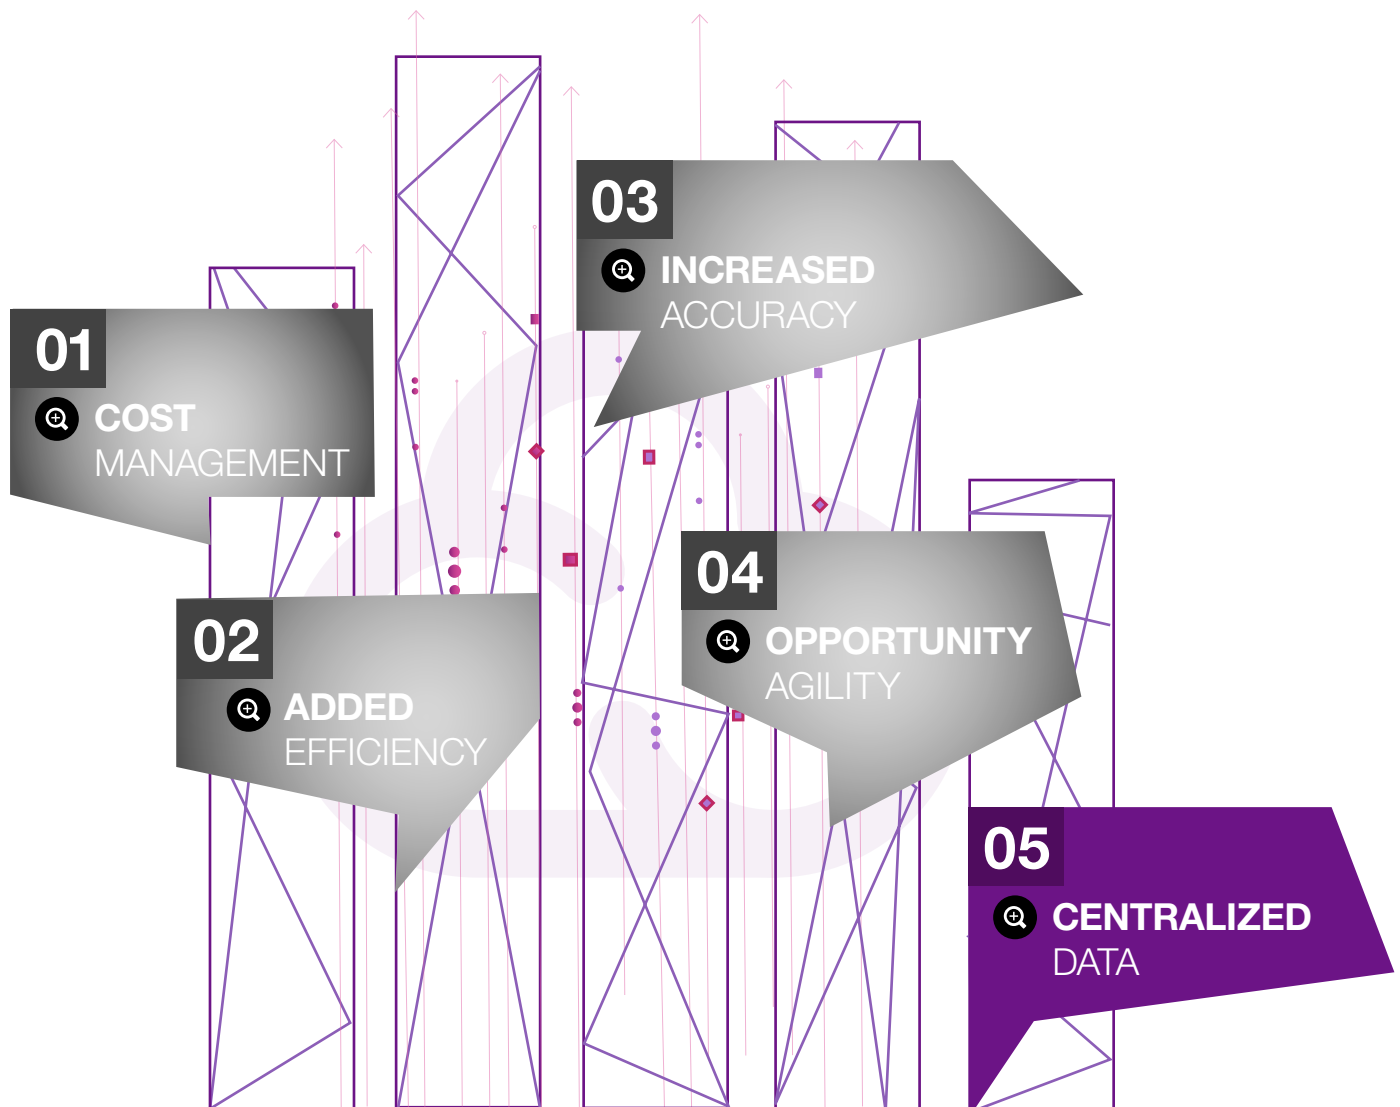 01
COST
MANAGEMENT
02
ADDED
EFFICIENCY
03
INCREASED
ACCURACY
04
OPPORTUNITY
AGILITY
05
CENTRALIZED
DATA